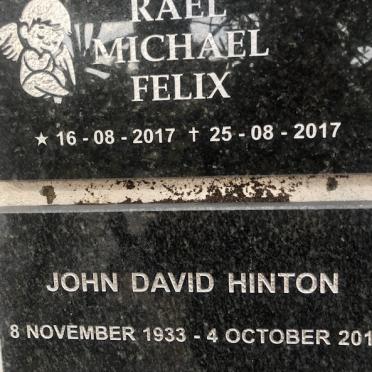 RAEL
MICHAEL
FELIX
★ 16 - 08 - 2017 ✝ 25 - 08 - 2017
JOHN DAVID HINTON
8 NOVEMBER 1933 - 4 OCTOBER 201